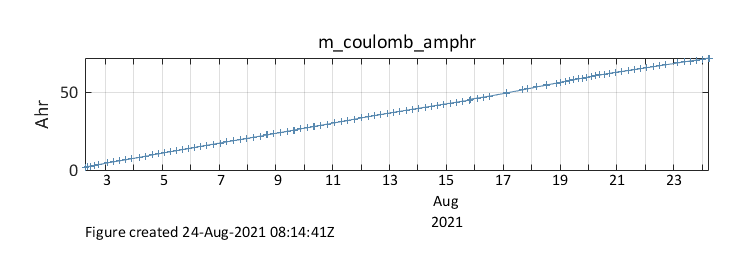 m_coulomb_amphr
Ahr
50
0
3 5 7 9 11 13 15 17 19 21 23
Aug
2021
Figure created 24-Aug-2021 08:14:41Z